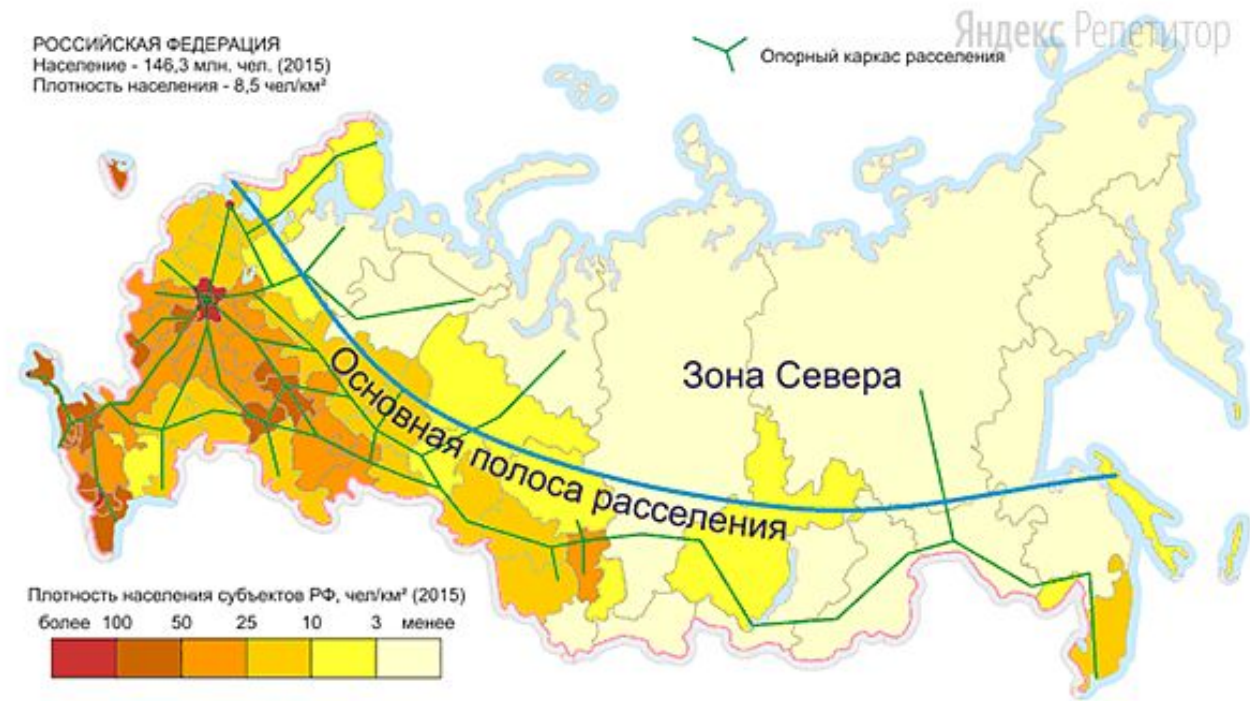 Яндекс Репетитор
РОССИЙСКАЯ ФЕДЕРАЦИЯ
Население - 146,3 млн. чел. (2015)
Плотность населения - 8,5 чел/км²
Опорный каркас расселения
Зона Севера
Основная полоса расселения
Плотность населения субъектов РФ, чел/км² (2015)
более 100 50 25 10 3 менее